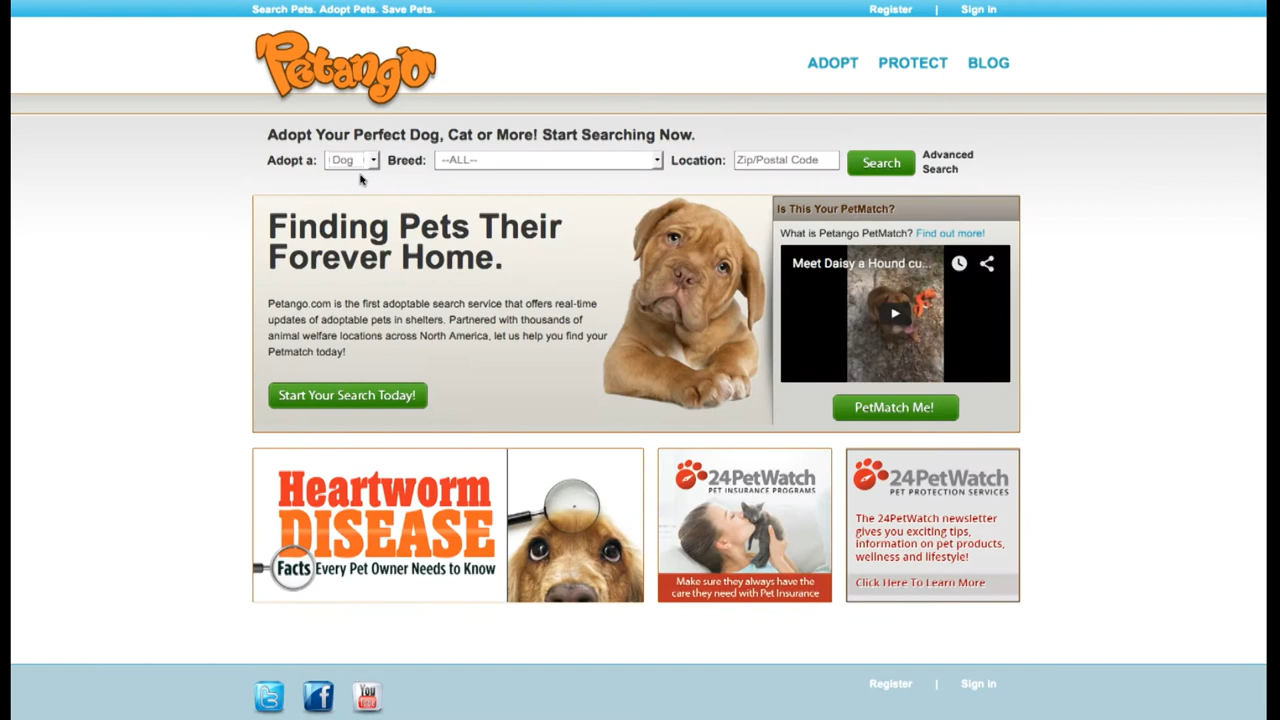 Search Pets. Adopt Pets. Save Pets.
Register | Sign In
Petango
ADOPT PROTECT BLOG
Adopt Your Perfect Dog, Cat or More! Start Searching Now.
Adopt a: Dog Breed: --ALL-- Location: Zip/Postal Code Search Advanced
Search
Finding Pets Their
Forever Home.
Petango.com is the first adoptable search service that offers real-time
updates of adoptable pets in shelters. Partnered with thousands of
animal welfare locations across North America, let us help you find your
Petmatch today!
Start Your Search Today!
Is This Your PetMatch?
What is Petango PetMatch? Find out more!
Meet Daisy a Hound cu...
PetMatch Me!
Heartworm
DISEASE
Facts Every Pet Owner Needs to Know
24PetWatch
PET INSURANCE PROGRAMS
Make sure they always have the
care they need with Pet Insurance
24PetWatch
PET PROTECTION SERVICES
The 24PetWatch newsletter
gives you exciting tips,
information on pet products,
wellness and lifestyle!
Click Here To Learn More
You
Tube
Register | Sign In